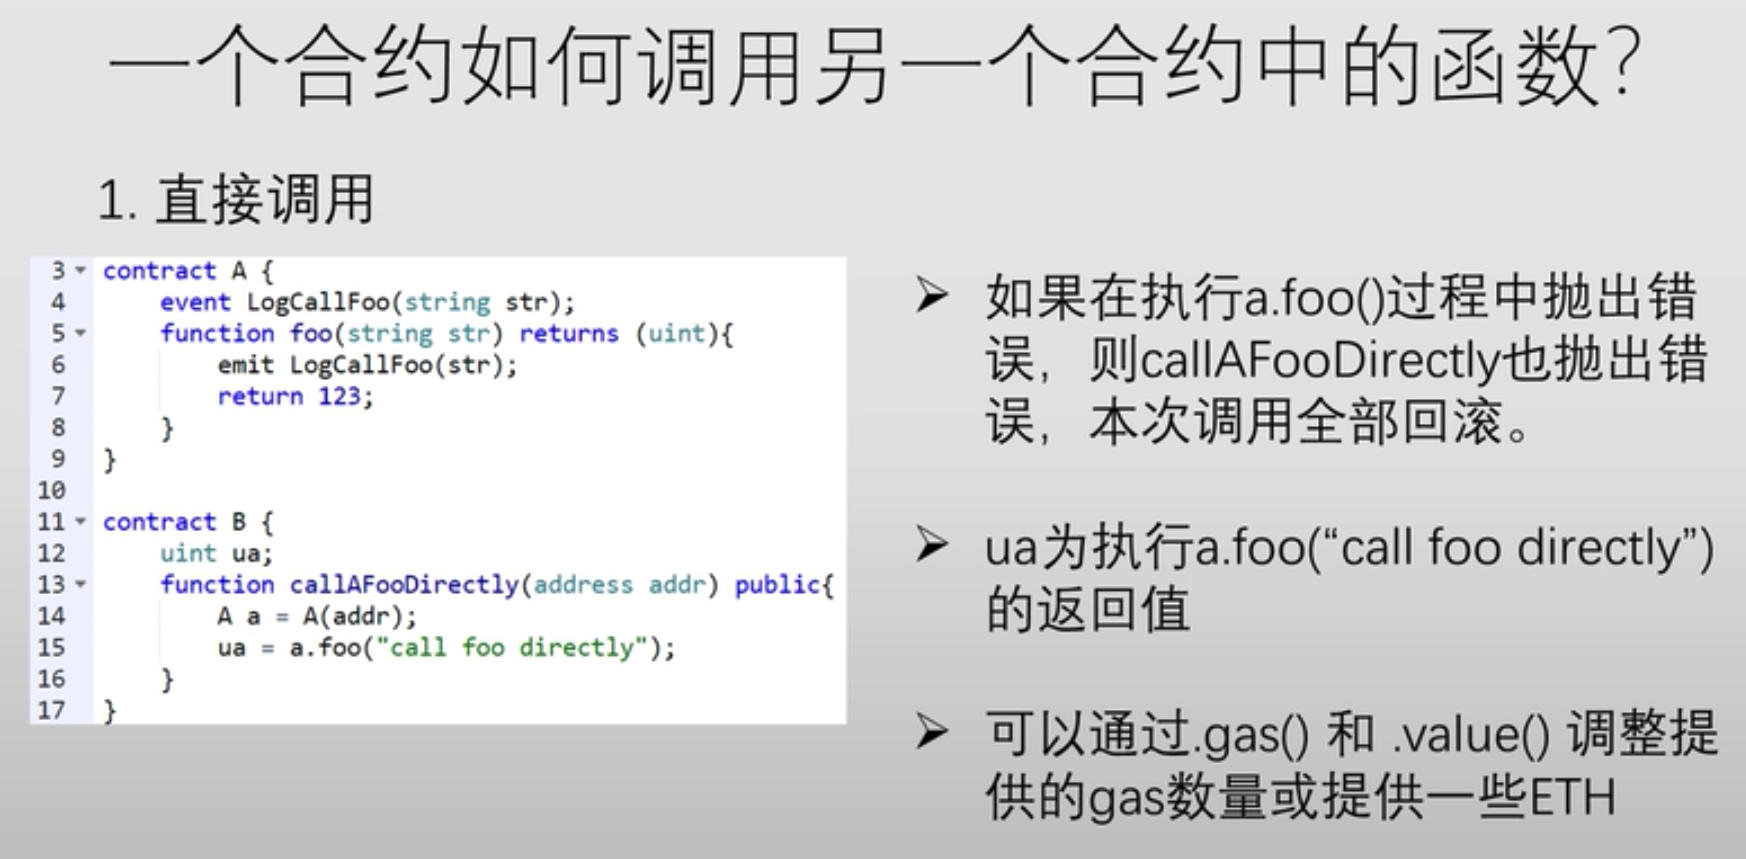 一个合约如何调用另一个合约中的函数?
1. 直接调用
3 contract A {
4     event LogCallFoo(string str);
5     function foo(string str) returns (uint){
6         emit LogCallFoo(str);
7         return 123;
8     }
9 }
10
11 contract B {
12     uint ua;
13     function callAFooDirectly(address addr) public{
14         A a = A(addr);
15         ua = a.foo("call foo directly");
16     }
17 }
➢ 如果在执行a.foo()过程中抛出错
误，则callAFooDirectly也抛出错
误，本次调用全部回滚。
➢ ua为执行a.foo(“call foo directly”)
的返回值
➢ 可以通过.gas() 和 .value() 调整提
供的gas数量或提供一些ETH